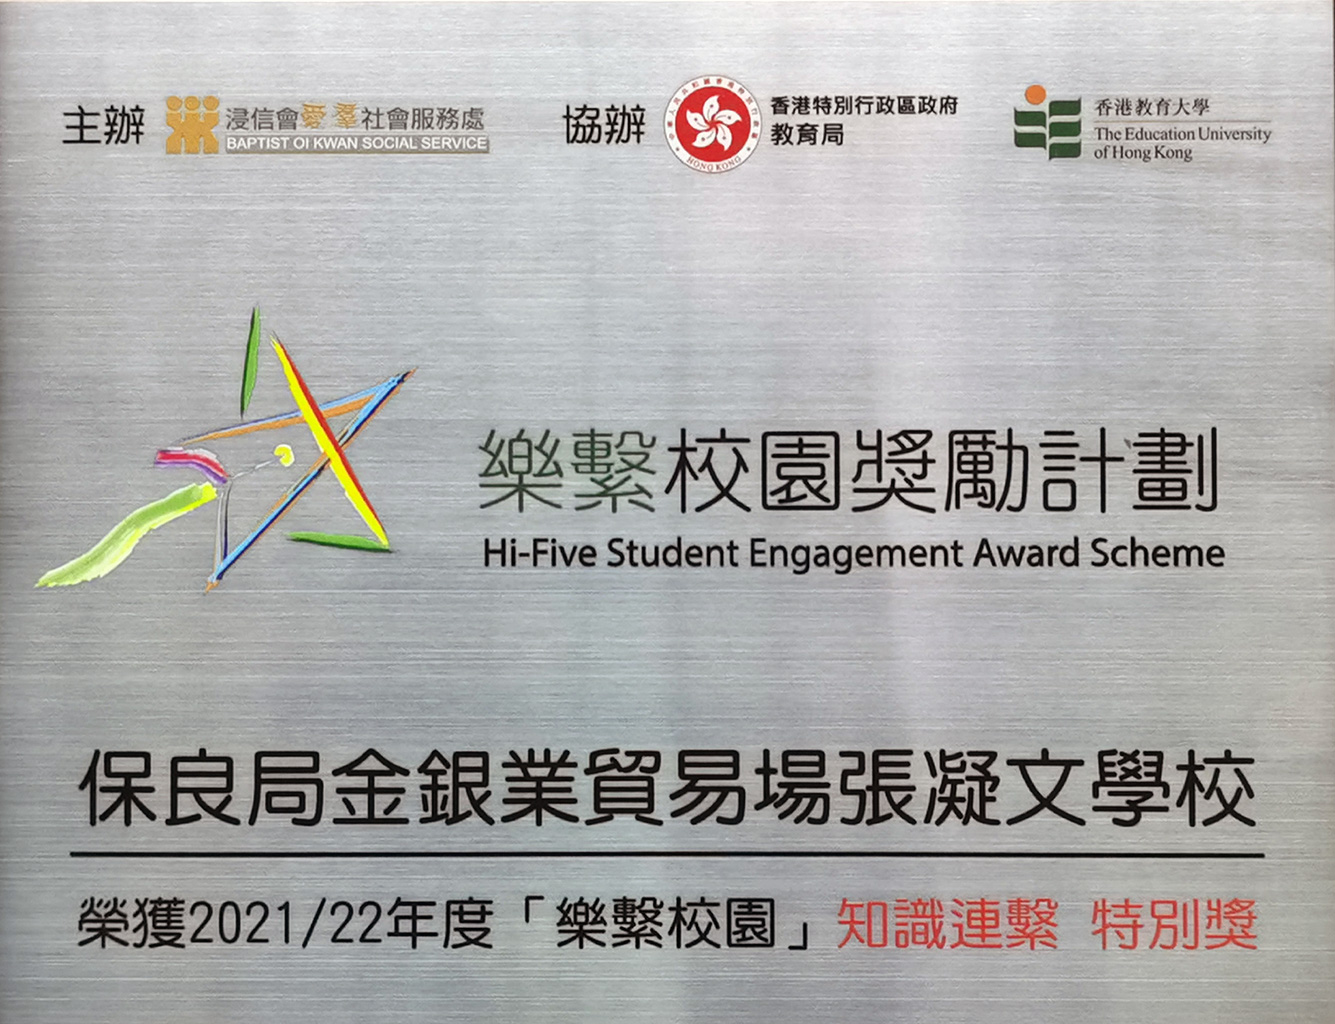 主辦
浸信會愛羣社會服務處
BAPTIST OI KWAN SOCIAL SERVICE
協辦
香港特別行政區政府
教育局
HONG KONG
香港教育大學
The Education University
of Hong Kong
樂繫校園獎勵計劃
Hi-Five Student Engagement Award Scheme
保良局金銀業貿易場張凝文學校
榮獲2021/22年度「樂繫校園」知識連繫 特別獎